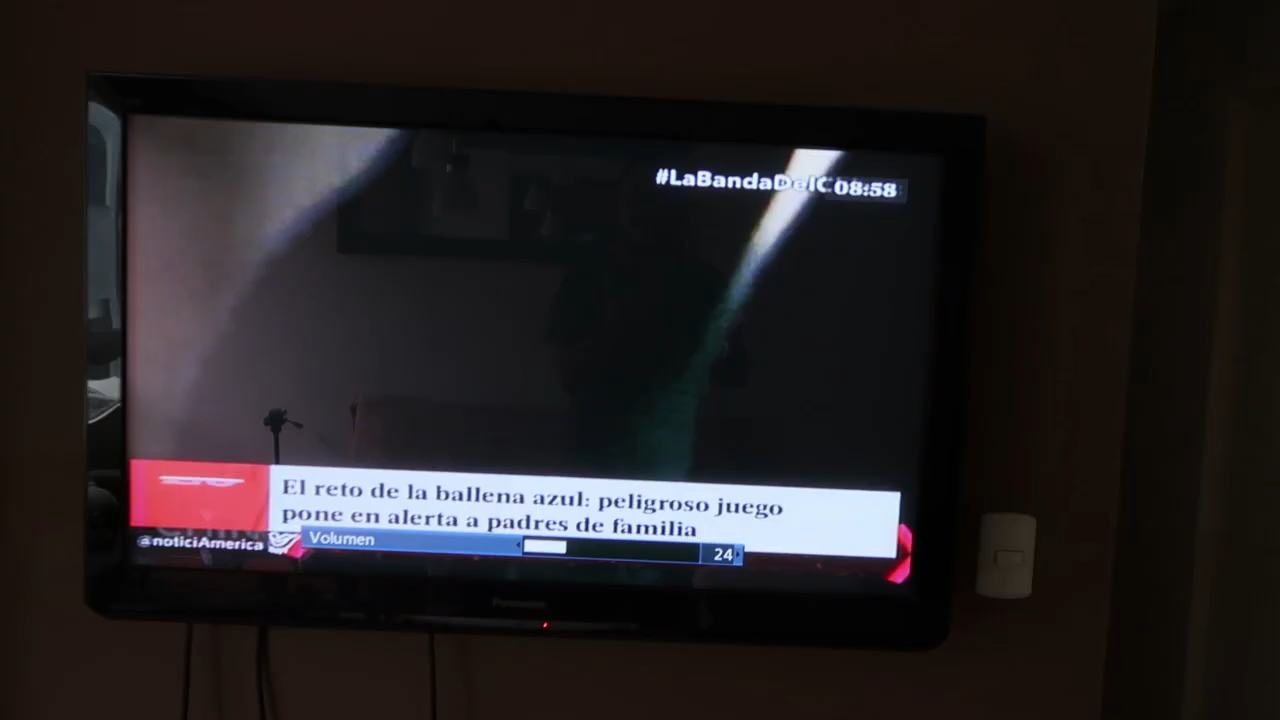 #LaBandaDelC 08:58
El reto de la ballena azul: peligroso juego
pone en alerta a padres de familia
@noticiAmerica
Volumen 24
Panasonic